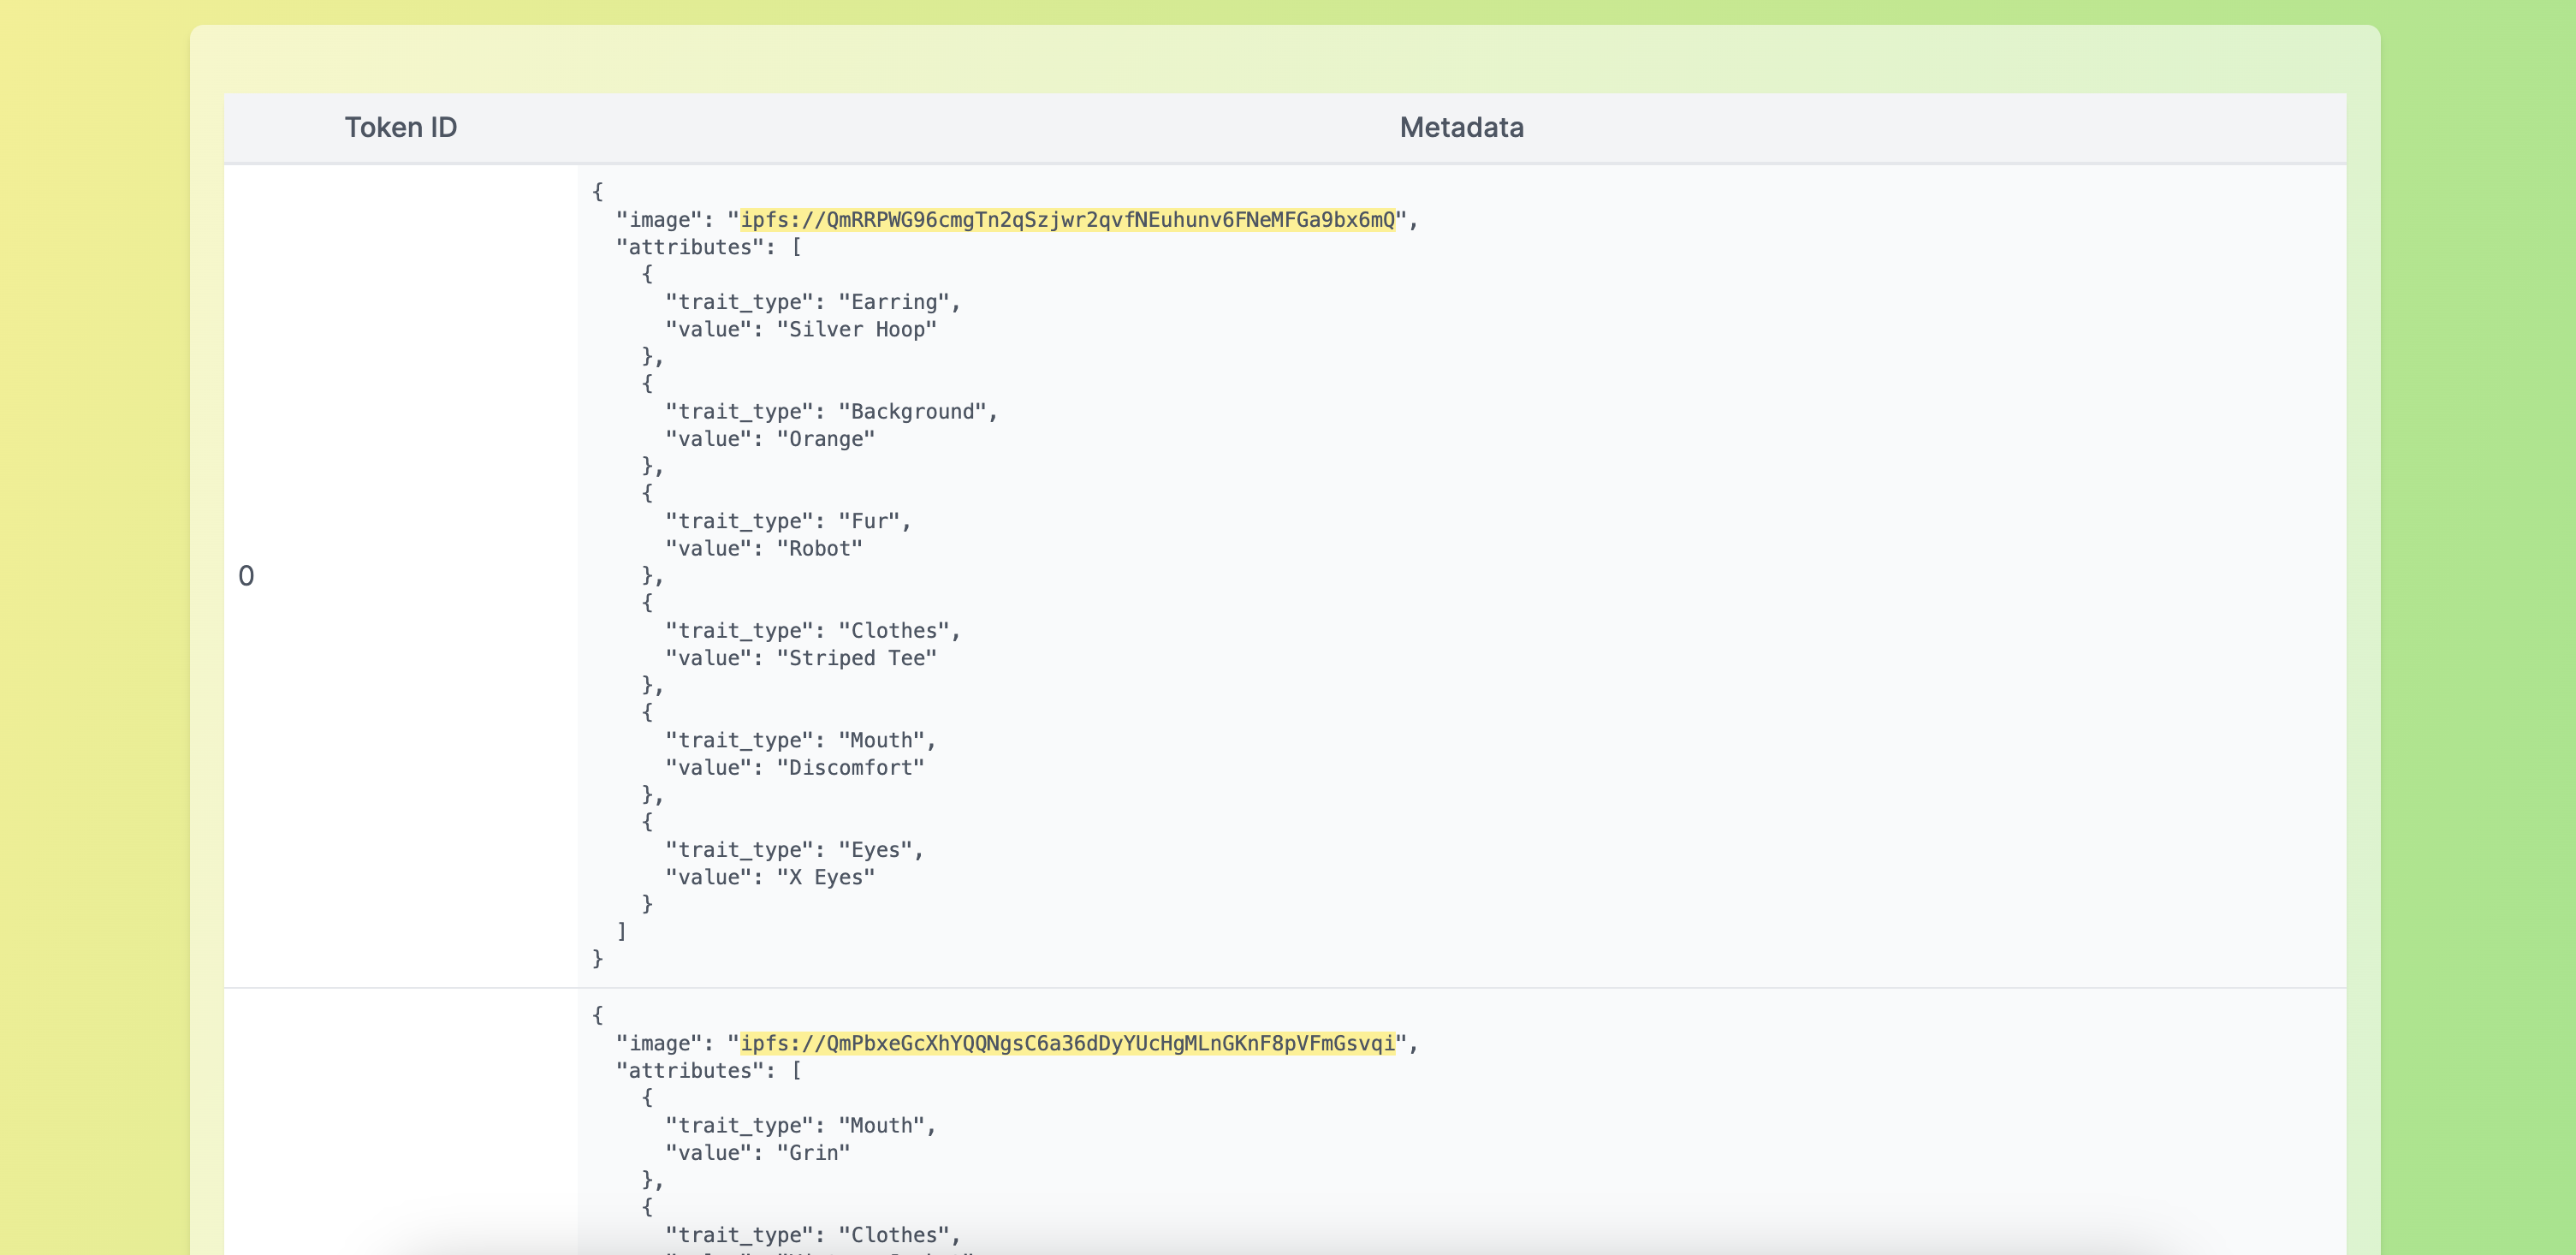 Token ID Metadata
{
"image": "ipfs://QmRRPWG96cmgTn2qSzjwr2qvfNEuhunv6FNeMFGa9bx6mQ",
"attributes": [
{
"trait_type": "Earring",
"value": "Silver Hoop"
},
{
"trait_type": "Background",
"value": "Orange"
},
{
"trait_type": "Fur",
"value": "Robot"
},
0
{
"trait_type": "Clothes",
"value": "Striped Tee"
},
{
"trait_type": "Mouth",
"value": "Discomfort"
},
{
"trait_type": "Eyes",
"value": "X Eyes"
}
]
}
{
"image": "ipfs://QmPbxeGcXhYQQNgsC6a36dDyYUcHgMLnGKnF8pVFmGsvqi",
"attributes": [
{
"trait_type": "Mouth",
"value": "Grin"
},
{
"trait_type": "Clothes",